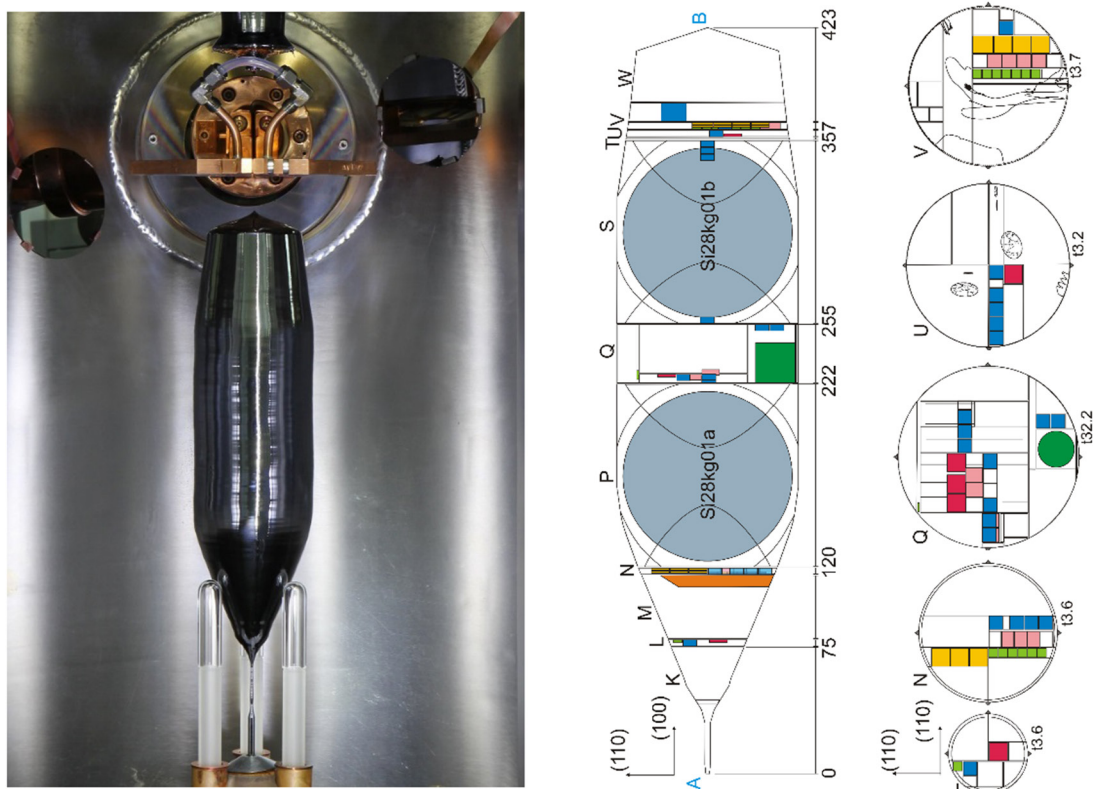 B
423
W
V
U
T
357
S
Si28kg01b
255
Q
222
P
Si28kg01a
120
N
M
L
75
K
(110)
(100)
A
0
V
t3.7
U
t3.2
Q
t32.2
N
t3.6
(110)
(110)
t3.6